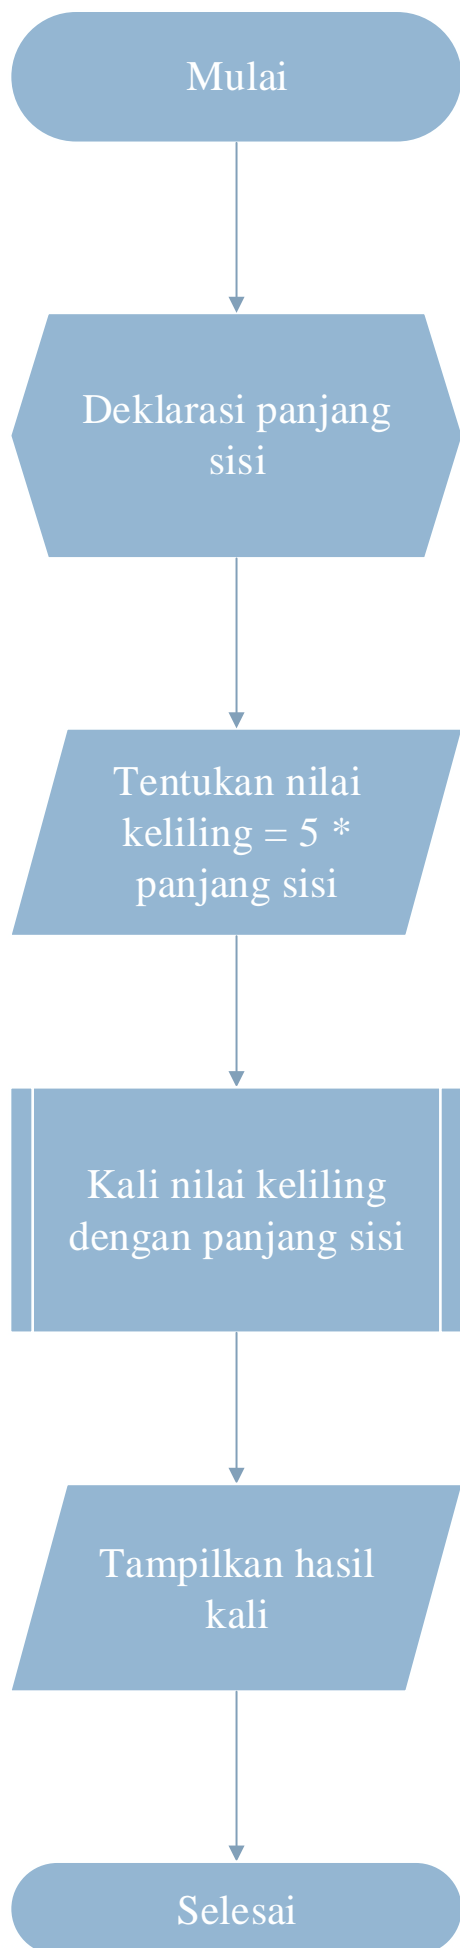 Mulai
Deklarasi panjang
sisi
Tentukan nilai
keliling = 5 *
panjang sisi
Kali nilai keliling
dengan panjang sisi
Tampilkan hasil
kali
Selesai